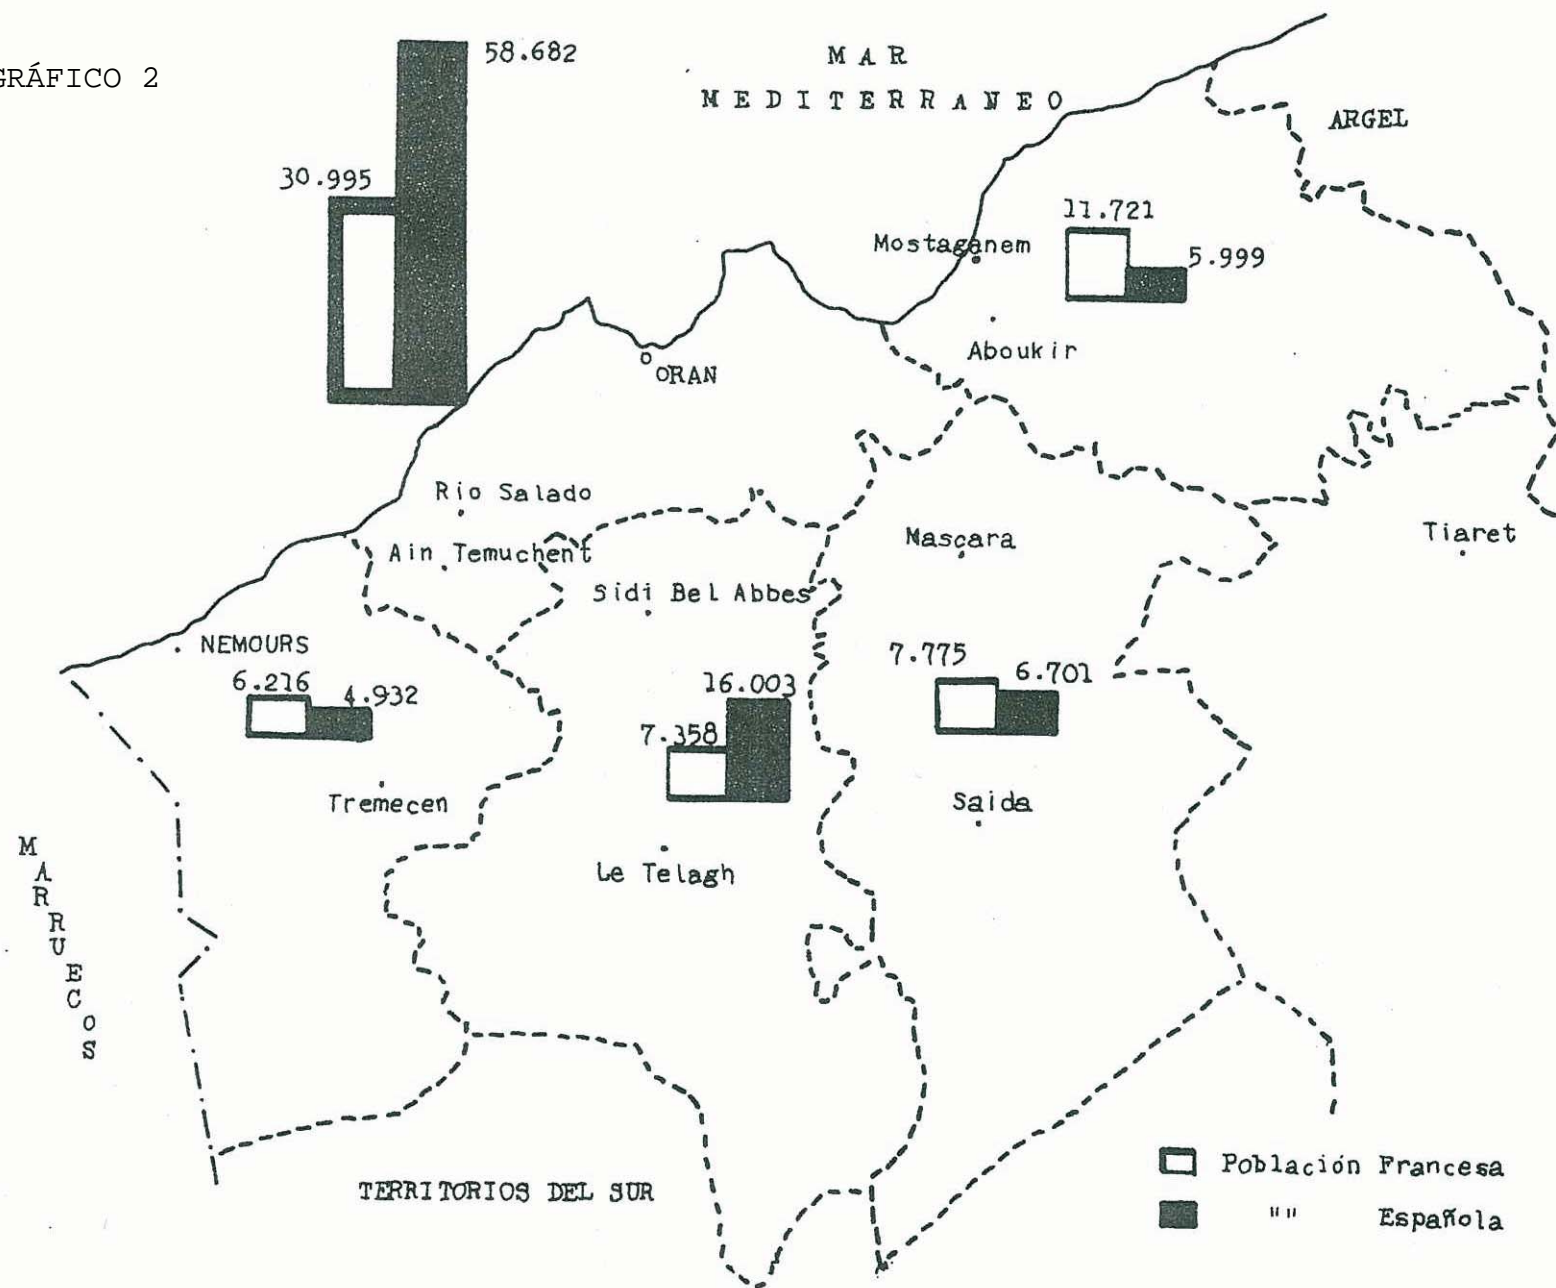 GRÁFICO 2
58.682
30.995
MAR
MEDITERRANEO
ARGEL
11.721
5.999
Mostaganem
Aboukir
ORAN
Rio Salado
Ain Temuchent
Sidi Bel Abbes
Mascara
Tiaret
NEMOURS
6.216
4.932
7.358
16.003
7.775
6.701
Tremecen
Le Telagh
Saida
MARRUECOS
TERRITORIOS DEL SUR
Población Francesa
"" Española